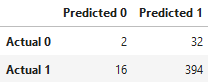 Predicted 0 Predicted 1
Actual 0 2 32
Actual 1 16 394